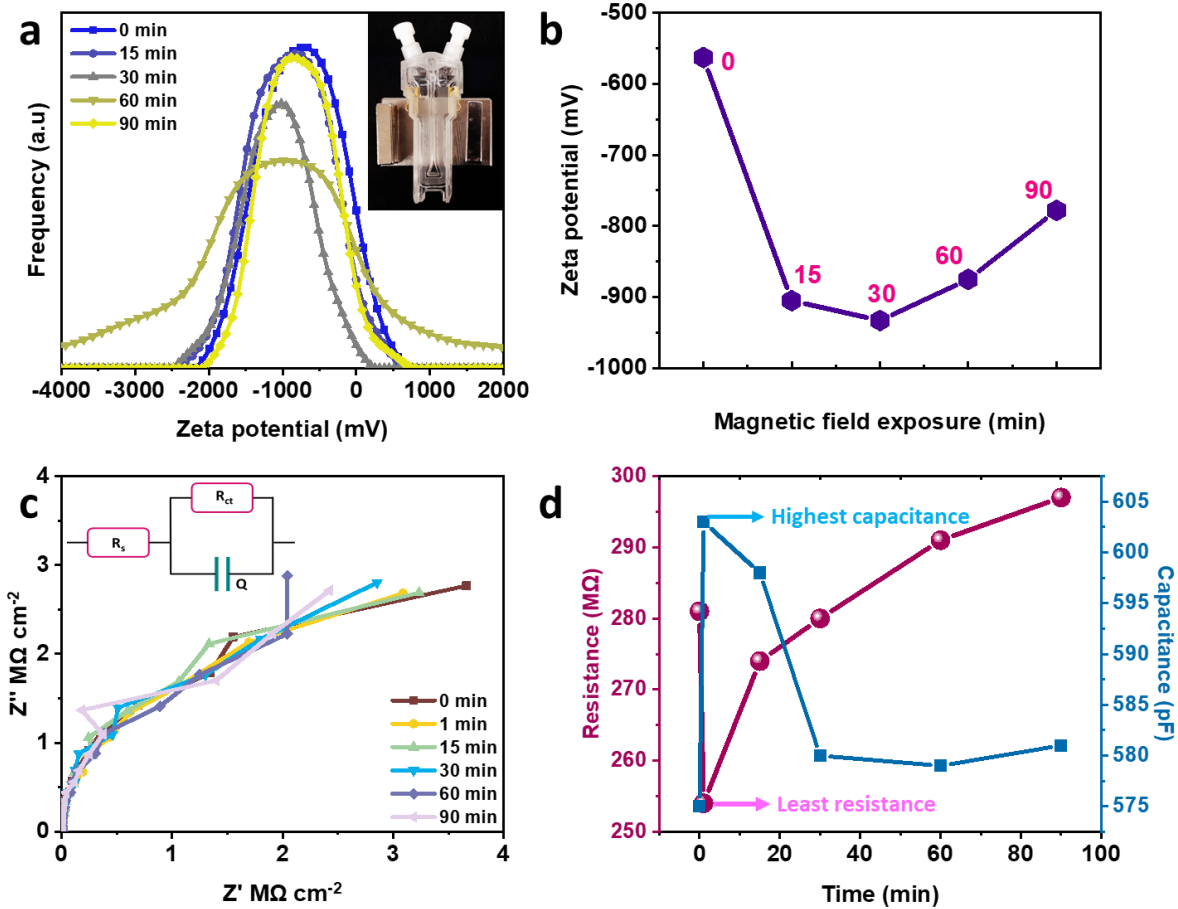 a
0 min
15 min
30 min
60 min
90 min
Frequency (a.u)
-4000 -3000 -2000 -1000 0 1000 2000
Zeta potential (mV)
b
-500
-600
-700
-800
-900
-1000
Zeta potential (mV)
0
15
30
60
90
Magnetic field exposure (min)
c
4
3
2
1
0
Z'' MΩ cm-2
Rct
Rs
Q
0 min
1 min
15 min
30 min
60 min
90 min
0 1 2 3 4
Z' MΩ cm-2
d
300
290
280
270
260
250
Resistance (MΩ)
Highest capacitance
Least resistance
605
600
595
590
585
580
575
Capacitance (pF)
0 20 40 60 80 100
Time (min)